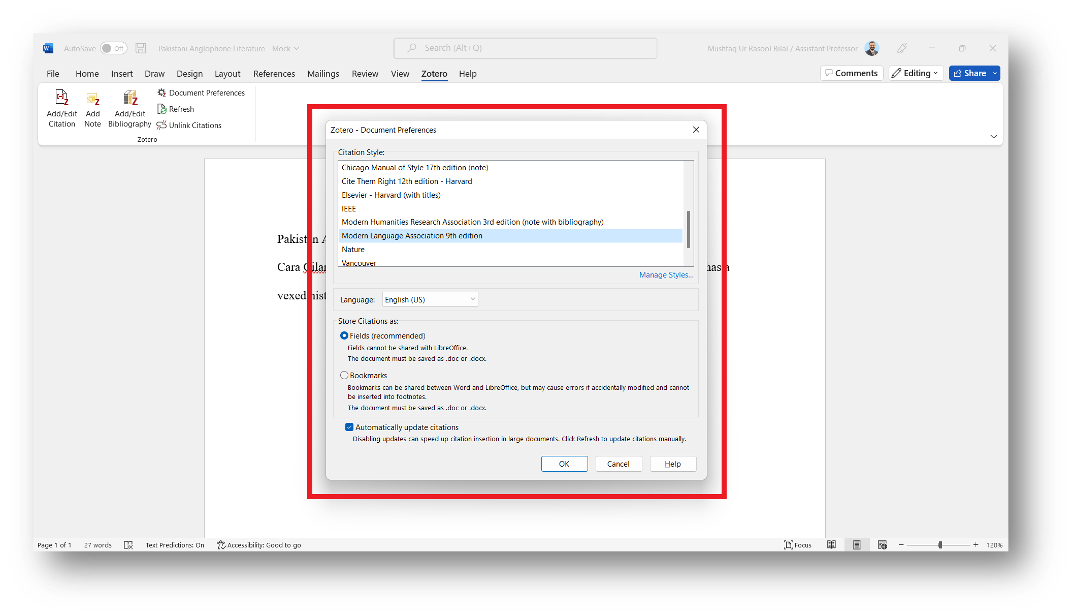 AutoSave Off Pakistani Anglophone Literature - Mock Search (Alt+Q) Mushtaq Ur Rasool Bilal / Assistant Professor
File Home Insert Draw Design Layout References Mailings Review View Zotero Help Comments Editing Share
Add/Edit Citation
Add Note
Add/Edit Bibliography
Document Preferences
Refresh
Unlink Citations
Zotero
Zotero - Document Preferences
Citation Style:
Chicago Manual of Style 17th edition (note)
Cite Them Right 12th edition - Harvard
Elsevier - Harvard (with titles)
IEEE
Modern Humanities Research Association 3rd edition (note with bibliography)
Modern Language Association 9th edition
Nature
Vancouver
Manage Styles...
Language: English (US)
Store Citations as:
Fields (recommended)
Fields cannot be shared with LibreOffice.
The document must be saved as .doc or .docx.
Bookmarks
Bookmarks can be shared between Word and LibreOffice, but may cause errors if accidentally modified and cannot
be inserted into footnotes.
The document must be saved as .doc or .docx.
Automatically update citations
Disabling updates can speed up citation insertion in large documents. Click Refresh to update citations manually.
OK Cancel Help
Pakistan A
Cara
vexed
Page 1 of 1 27 words Text Predictions: On Accessibility: Good to go Focus 120%